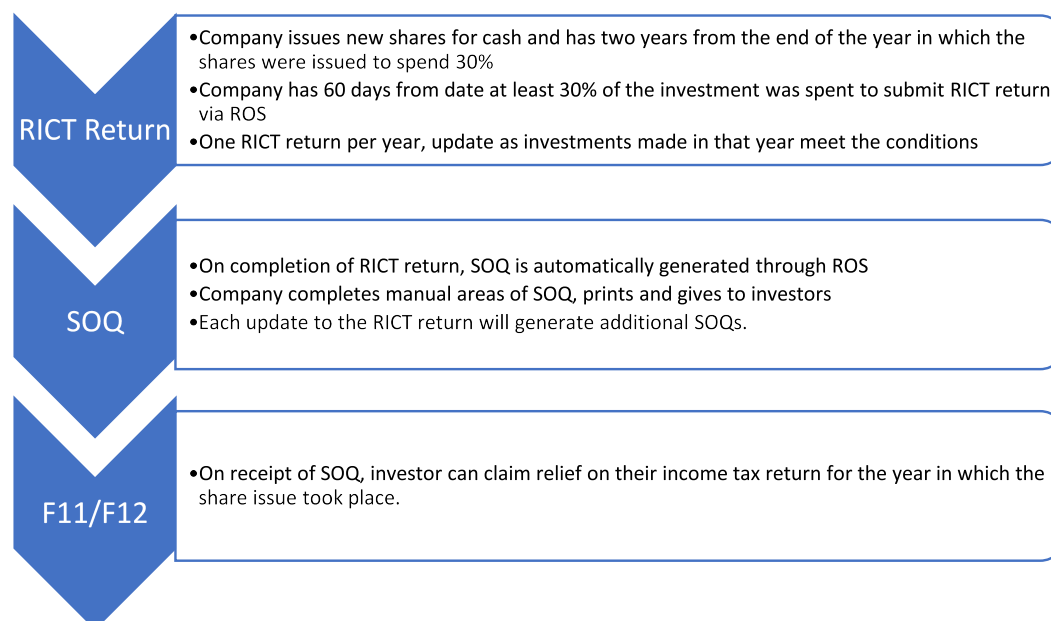 RICT Return
•Company issues new shares for cash and has two years from the end of the year in which the
shares were issued to spend 30%
•Company has 60 days from date at least 30% of the investment was spent to submit RICT return
via ROS
•One RICT return per year, update as investments made in that year meet the conditions
SOQ
•On completion of RICT return, SOQ is automatically generated through ROS
•Company completes manual areas of SOQ, prints and gives to investors
•Each update to the RICT return will generate additional SOQs.
F11/F12
•On receipt of SOQ, investor can claim relief on their income tax return for the year in which the
share issue took place.